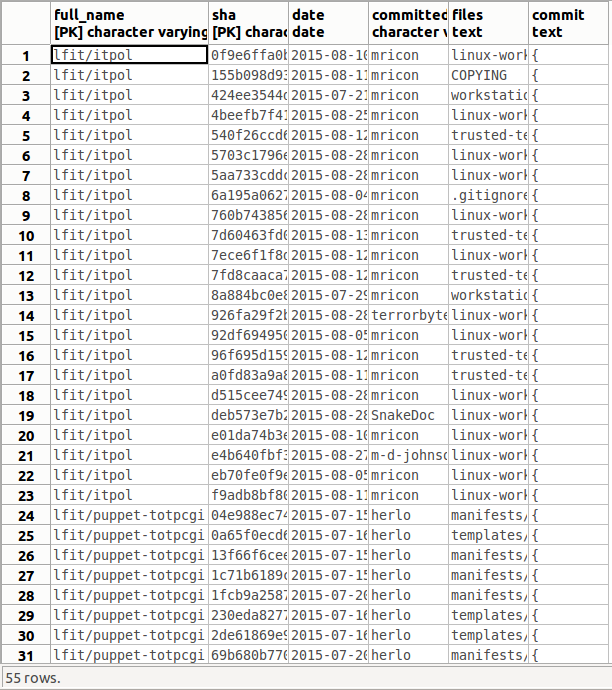 full_name sha date committed files commit
[PK] character varying [PK] charac date character v text text
1 lfit/itpol 0f9e6ffa0b 2015-08-10 mricon linux-work {
2 lfit/itpol 155b098d93 2015-08-11 mricon COPYING {
3 lfit/itpol 424ee3544c 2015-07-21 mricon workstatic {
4 lfit/itpol 4beefb7f41 2015-08-25 mricon linux-work {
5 lfit/itpol 540f26ccd6 2015-08-12 mricon trusted-te {
6 lfit/itpol 5703c1796e 2015-08-28 mricon linux-work {
7 lfit/itpol 5aa733cddc 2015-08-28 mricon linux-work {
8 lfit/itpol 6a195a0627 2015-08-04 mricon .gitignore {
9 lfit/itpol 760b743856 2015-08-28 mricon linux-work {
10 lfit/itpol 7d60463fd0 2015-08-13 mricon trusted-te {
11 lfit/itpol 7ece6f1f8c 2015-08-12 mricon linux-work {
12 lfit/itpol 7fd8caaca7 2015-08-12 mricon trusted-te {
13 lfit/itpol 8a884bc0e8 2015-07-29 mricon workstatic {
14 lfit/itpol 926fa29f2b 2015-08-28 terrorbyte linux-work {
15 lfit/itpol 92df694950 2015-08-05 mricon linux-work {
16 lfit/itpol 96f695d159 2015-08-12 mricon trusted-te {
17 lfit/itpol a0fd83a9a8 2015-08-11 mricon trusted-te {
18 lfit/itpol d515cee749 2015-08-28 mricon linux-work {
19 lfit/itpol deb573e7b2 2015-08-28 SnakeDoc linux-work {
20 lfit/itpol e01da74b3e 2015-08-10 mricon linux-work {
21 lfit/itpol e4b640fbf3 2015-08-27 m-d-johnso linux-work {
22 lfit/itpol eb70fe0f9e 2015-08-05 mricon linux-work {
23 lfit/itpol f9adb8bf80 2015-08-11 mricon linux-work {
24 lfit/puppet-totpcgi 04e988ec74 2015-07-15 herlo manifests/ {
25 lfit/puppet-totpcgi 0a65f0ecd6 2015-07-16 herlo templates/ {
26 lfit/puppet-totpcgi 13f66f6cee 2015-07-15 herlo manifests/ {
27 lfit/puppet-totpcgi 1c71b6189c 2015-07-15 herlo manifests/ {
28 lfit/puppet-totpcgi 1fcb9a2587 2015-07-20 herlo manifests/ {
29 lfit/puppet-totpcgi 230eda8277 2015-07-16 herlo templates/ {
30 lfit/puppet-totpcgi 2de61869e9 2015-07-16 herlo templates/ {
31 lfit/puppet-totpcgi 69b680b770 2015-07-20 herlo manifests/ {
55 rows.